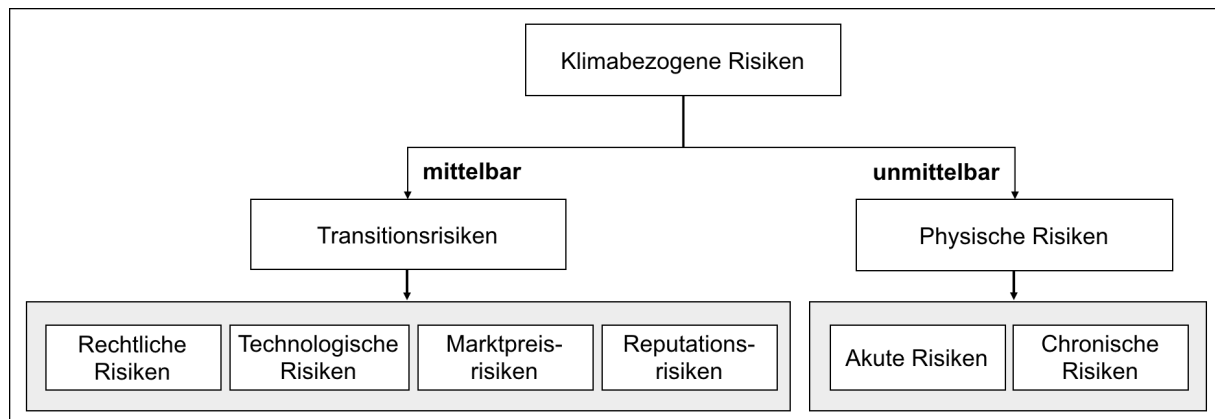 Klimabezogene Risiken
mittelbar
unmittelbar
Transitionsrisiken
Physische Risiken
Rechtliche
Risiken
Technologische
Risiken
Marktpreis-
risiken
Reputations-
risiken
Akute Risiken
Chronische
Risiken